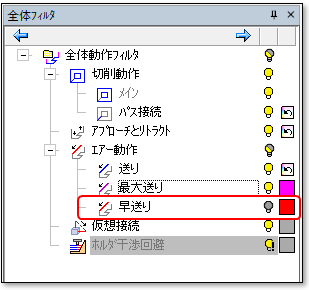 全体フィルタ
全体動作フィルタ
切削動作
メイン
パス接続
アプローチとリトラクト
エアー動作
送り
最大送り
早送り
仮想接続
ホルダ干渉回避